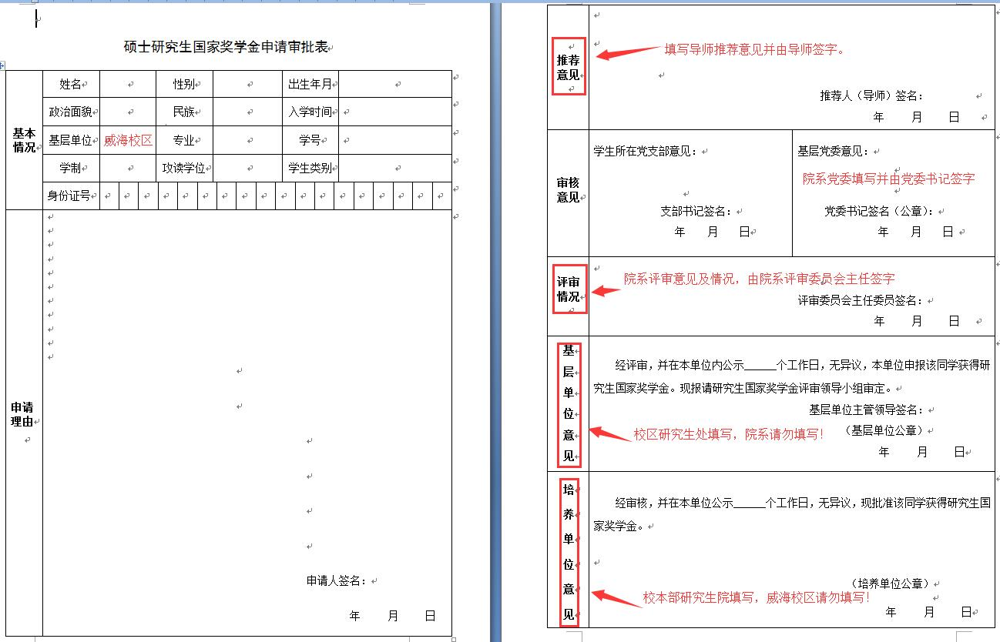 硕士研究生国家奖学金申请审批表
基本
情况
姓名
性别
出生年月
政治面貌
民族
入学时间
基层单位
威海校区
专业
学号
学制
攻读学位
学生类别
身份证号
申请
理由
申请人签名：
年 月 日
推荐
意见
填写导师推荐意见并由导师签字。
推荐人（导师）签名：
年 月 日
审核
意见
学生所在党支部意见：
支部书记签名：
年 月 日
基层党委意见：
院系党委填写并由党委书记签字
党委书记签名（公章）：
年 月 日
评审
情况
院系评审意见及情况，由院系评审委员会主任签字
评审委员会主任委员签名：
年 月 日
基
层
单
位
意
见
经评审，并在本单位内公示______个工作日，无异议，本单位申报该同学获得研
究生国家奖学金。现报请研究生国家奖学金评审领导小组审定。
基层单位主管领导签名：
校区研究生处填写，院系请勿填写！
（基层单位公章）
年 月 日
培
养
单
位
意
见
经审核，并在本单位公示______个工作日，无异议，现批准该同学获得研究生国
家奖学金。
（培养单位公章）
校本部研究生院填写，威海校区请勿填写！
年 月 日